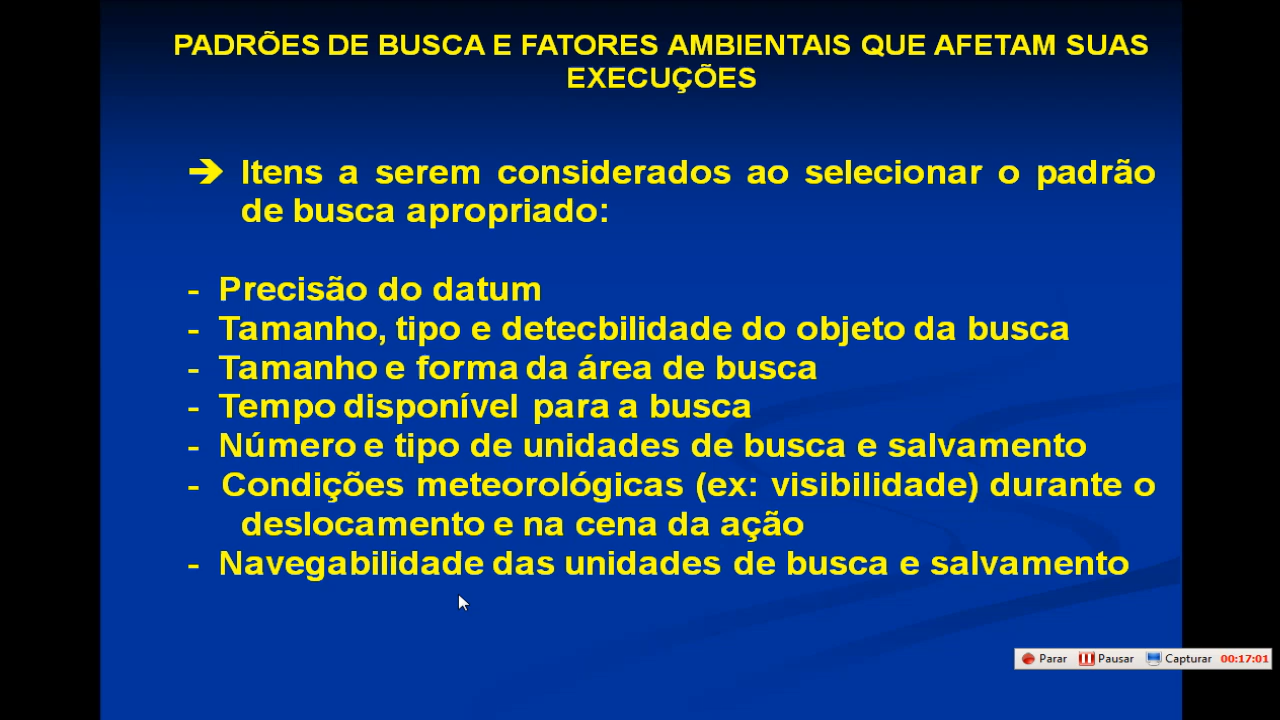 PADRÕES DE BUSCA E FATORES AMBIENTAIS QUE AFETAM SUAS
EXECUÇÕES
➔ Itens a serem considerados ao selecionar o padrão
de busca apropriado:
- Precisão do datum
- Tamanho, tipo e detecbilidade do objeto da busca
- Tamanho e forma da área de busca
- Tempo disponível para a busca
- Número e tipo de unidades de busca e salvamento
- Condições meteorológicas (ex: visibilidade) durante o
deslocamento e na cena da ação
- Navegabilidade das unidades de busca e salvamento
Parar Pausar Capturar 00:17:01